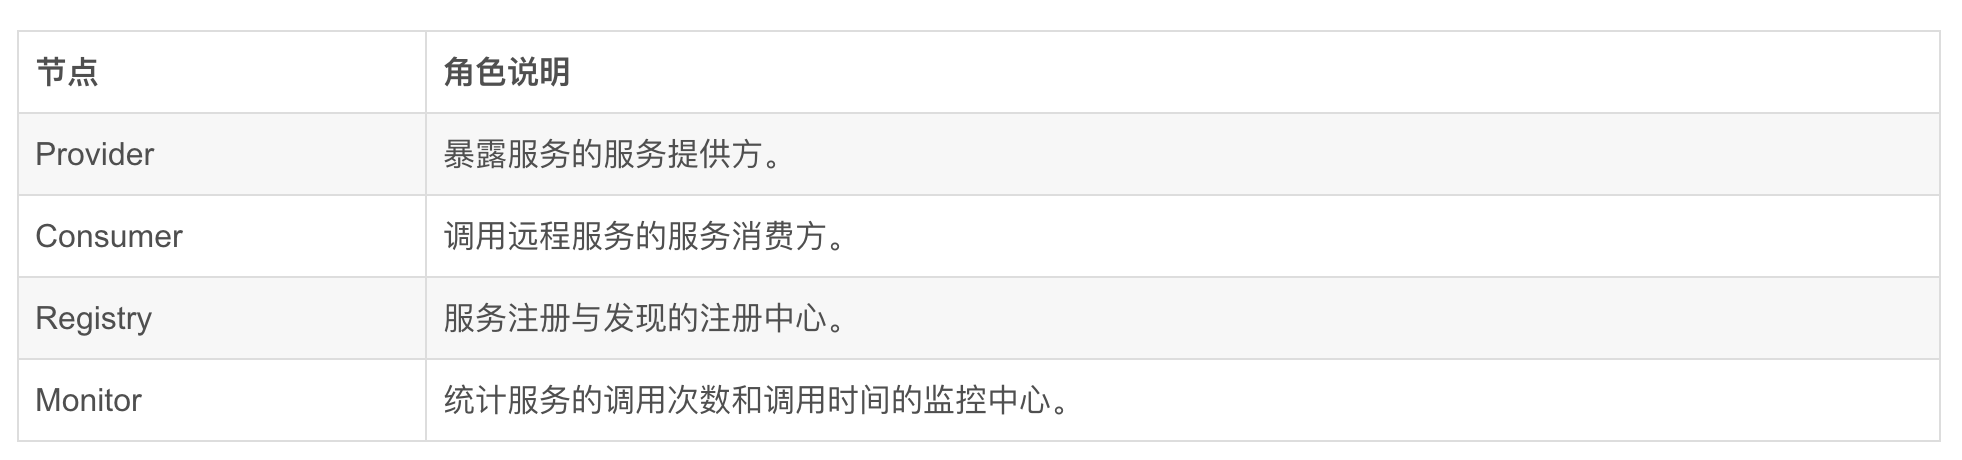 节点 角色说明
Provider 暴露服务的服务提供方。
Consumer 调用远程服务的服务消费方。
Registry 服务注册与发现的注册中心。
Monitor 统计服务的调用次数和调用时间的监控中心。